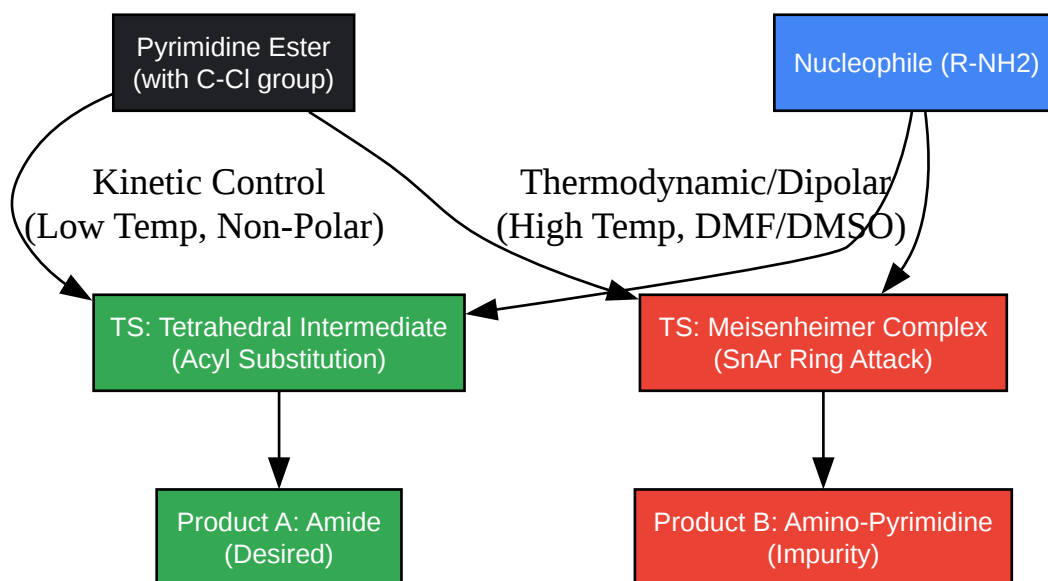 Pyrimidine Ester
(with C-Cl group)
Nucleophile (R-NH2)
Kinetic Control
(Low Temp, Non-Polar)
Thermodynamic/Dipolar
(High Temp, DMF/DMSO)
TS: Tetrahedral Intermediate
(Acyl Substitution)
TS: Meisenheimer Complex
(SnAr Ring Attack)
Product A: Amide
(Desired)
Product B: Amino-Pyrimidine
(Impurity)